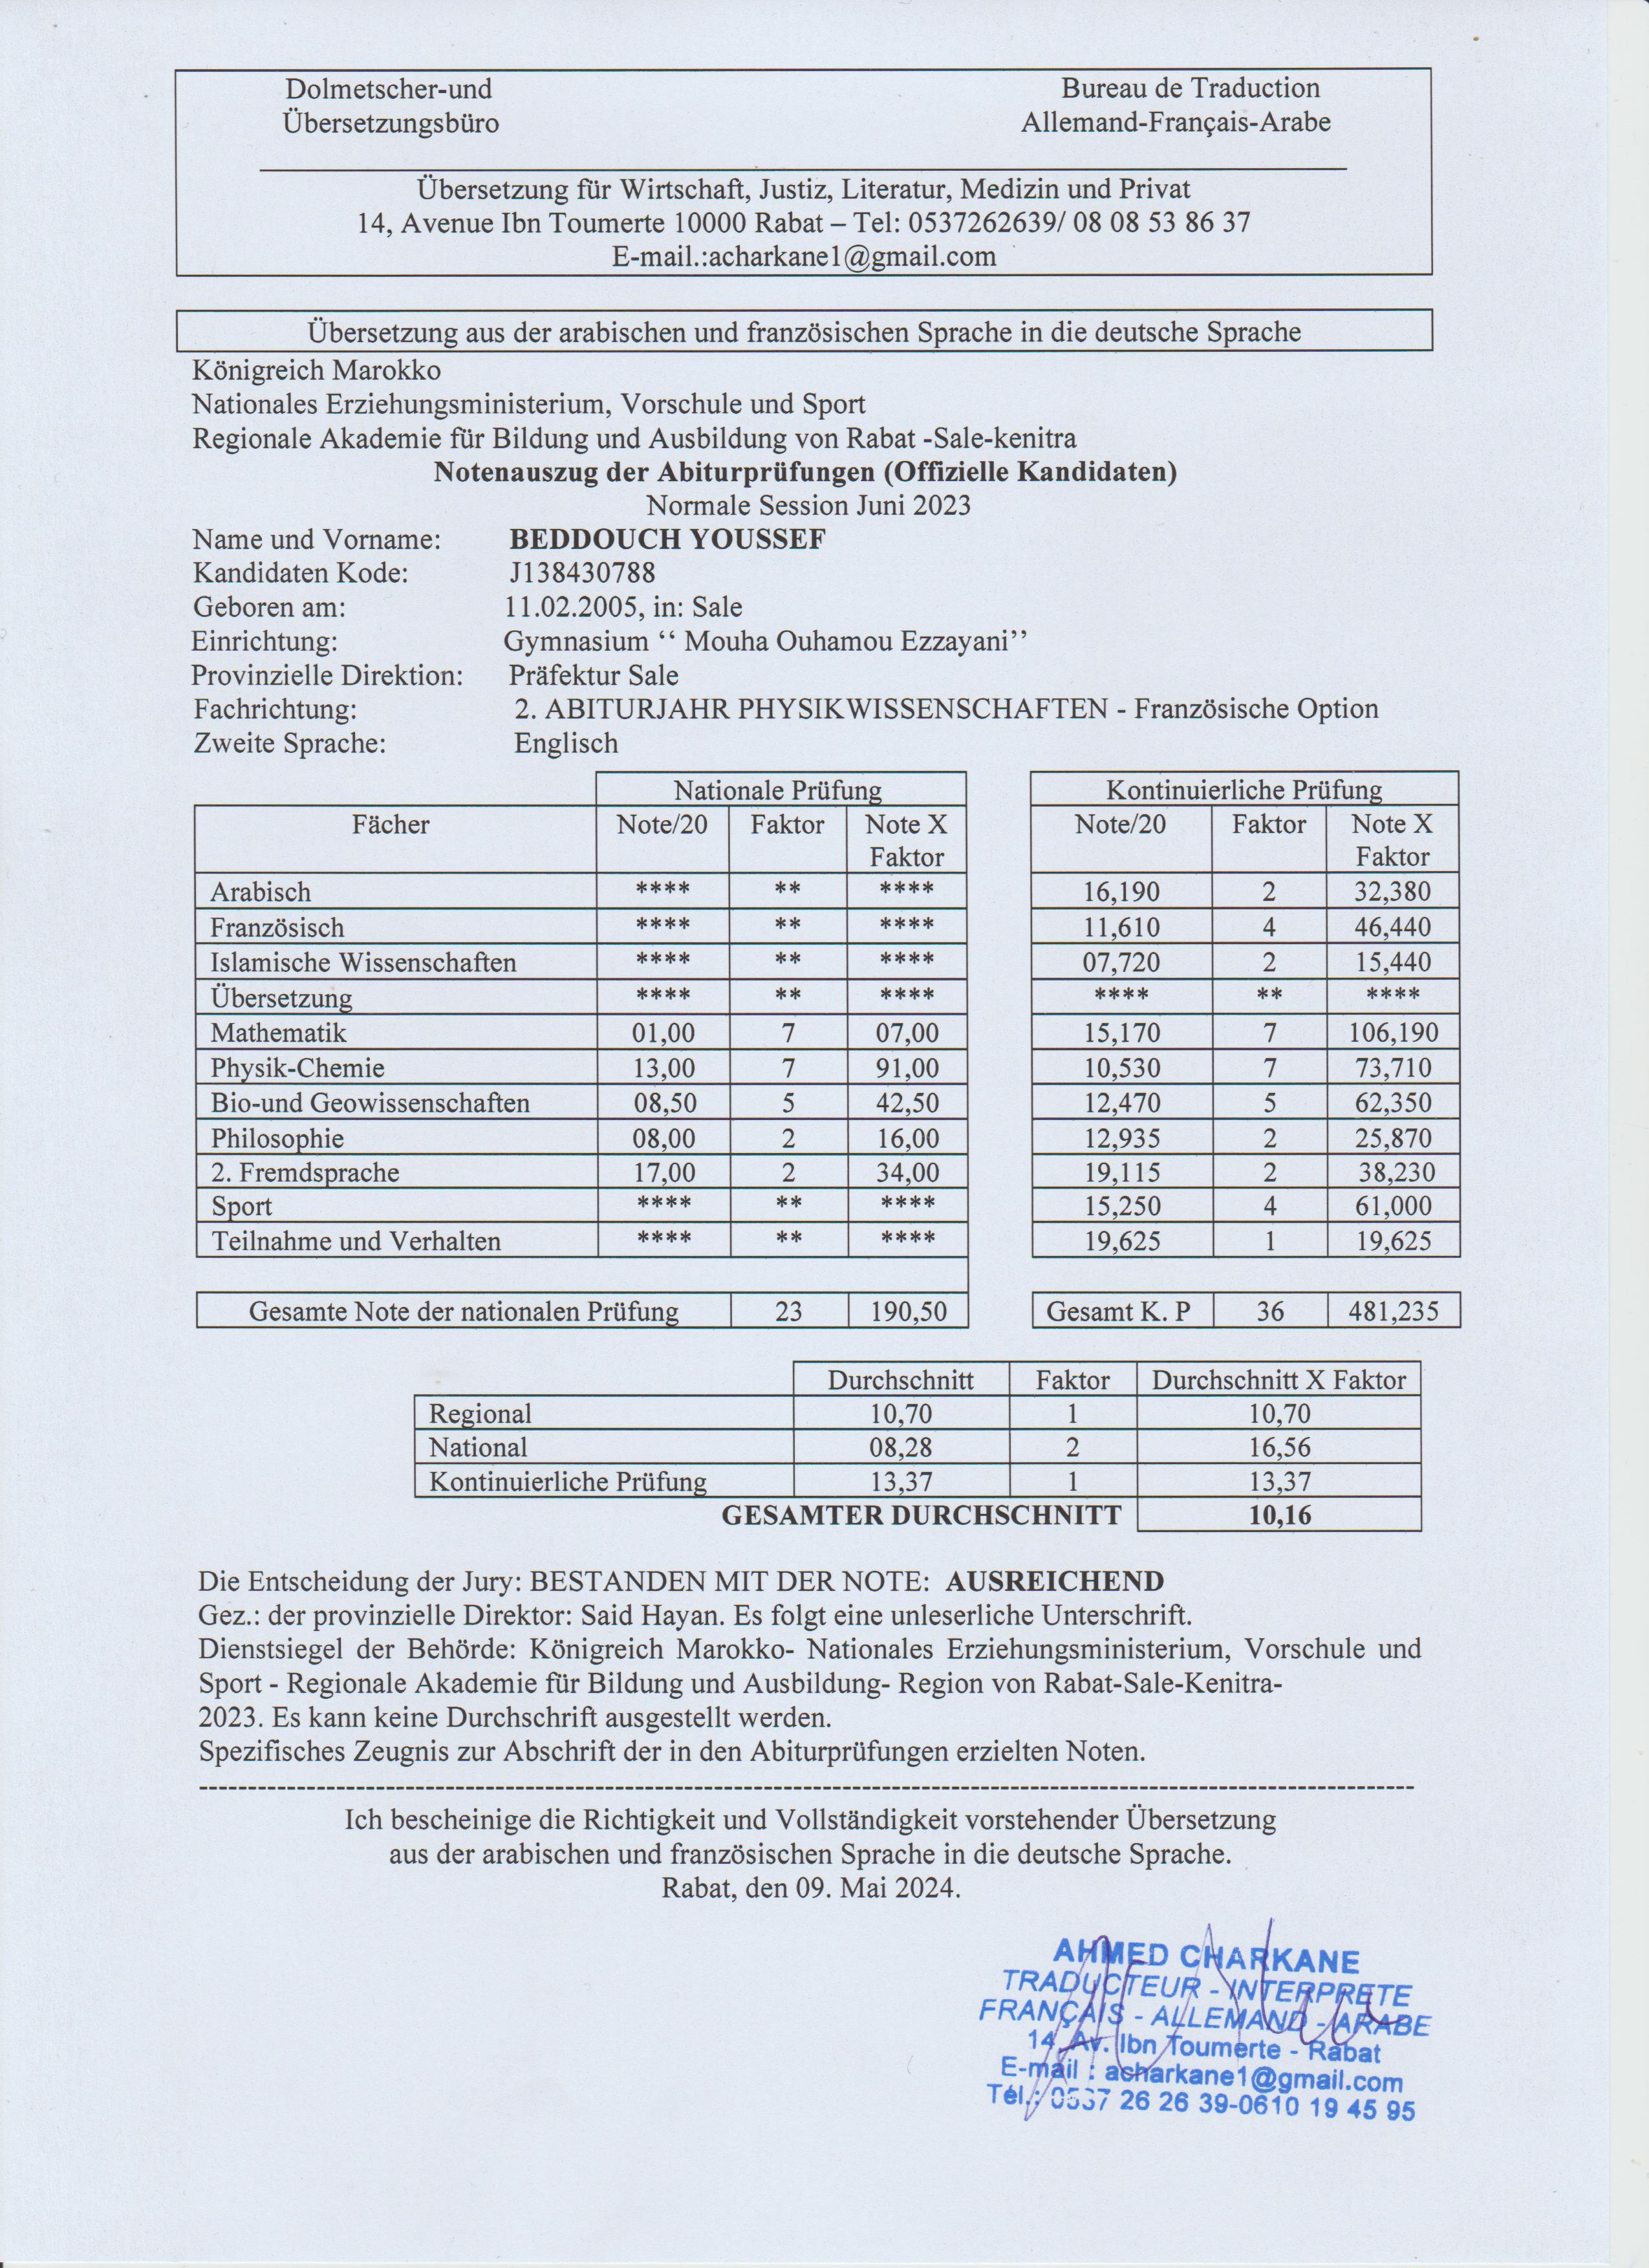 Dolmetscher-und Übersetzungsbüro
Bureau de Traduction Allemand-Français-Arabe
Übersetzung für Wirtschaft, Justiz, Literatur, Medizin und Privat
14, Avenue Ibn Toumerte 10000 Rabat – Tel: 0537262639/ 08 08 53 86 37
E-mail.:acharkane1@gmail.com
Übersetzung aus der arabischen und französischen Sprache in die deutsche Sprache
Königreich Marokko
Nationales Erziehungsministerium, Vorschule und Sport
Regionale Akademie für Bildung und Ausbildung von Rabat -Sale-kenitra
Notenauszug der Abiturprüfungen (Offizielle Kandidaten)
Normale Session Juni 2023
Name und Vorname: BEDDOUCH YOUSSEF
Kandidaten Kode: J138430788
Geboren am: 11.02.2005, in: Sale
Einrichtung: Gymnasium ‘‘ Mouha Ouhamou Ezzayani’’
Provinzielle Direktion: Präfektur Sale
Fachrichtung: 2. ABITURJAHR PHYSIKWISSENSCHAFTEN - Französische Option
Zweite Sprache: Englisch
Nationale Prüfung Kontinuierliche Prüfung
Fächer Note/20 Faktor Note X Faktor Note/20 Faktor Note X Faktor
Arabisch **** ** **** 16,190 2 32,380
Französisch **** ** **** 11,610 4 46,440
Islamische Wissenschaften **** ** **** 07,720 2 15,440
Übersetzung **** ** **** **** ** ****
Mathematik 01,00 7 07,00 15,170 7 106,190
Physik-Chemie 13,00 7 91,00 10,530 7 73,710
Bio-und Geowissenschaften 08,50 5 42,50 12,470 5 62,350
Philosophie 08,00 2 16,00 12,935 2 25,870
2. Fremdsprache 17,00 2 34,00 19,115 2 38,230
Sport **** ** **** 15,250 4 61,000
Teilnahme und Verhalten **** ** **** 19,625 1 19,625
Gesamte Note der nationalen Prüfung 23 190,50 Gesamt K. P 36 481,235
Durchschnitt Faktor Durchschnitt X Faktor
Regional 10,70 1 10,70
National 08,28 2 16,56
Kontinuierliche Prüfung 13,37 1 13,37
GESAMTER DURCHSCHNITT 10,16
Die Entscheidung der Jury: BESTANDEN MIT DER NOTE: AUSREICHEND
Gez.: der provinzielle Direktor: Said Hayan. Es folgt eine unleserliche Unterschrift.
Dienstsiegel der Behörde: Königreich Marokko- Nationales Erziehungsministerium, Vorschule und
Sport - Regionale Akademie für Bildung und Ausbildung- Region von Rabat-Sale-Kenitra-
2023. Es kann keine Durchschrift ausgestellt werden.
Spezifisches Zeugnis zur Abschrift der in den Abiturprüfungen erzielten Noten.
Ich bescheinige die Richtigkeit und Vollständigkeit vorstehender Übersetzung
aus der arabischen und französischen Sprache in die deutsche Sprache.
Rabat, den 09. Mai 2024.
AHMED CHARKANE
TRADUCTEUR - INTERPRETE
FRANÇAIS - ALLEMAND - ARABE
14, Av. Ibn Toumerte - Rabat
E-mail : acharkane1@gmail.com
Tél.: 0537 26 26 39-0610 19 45 95